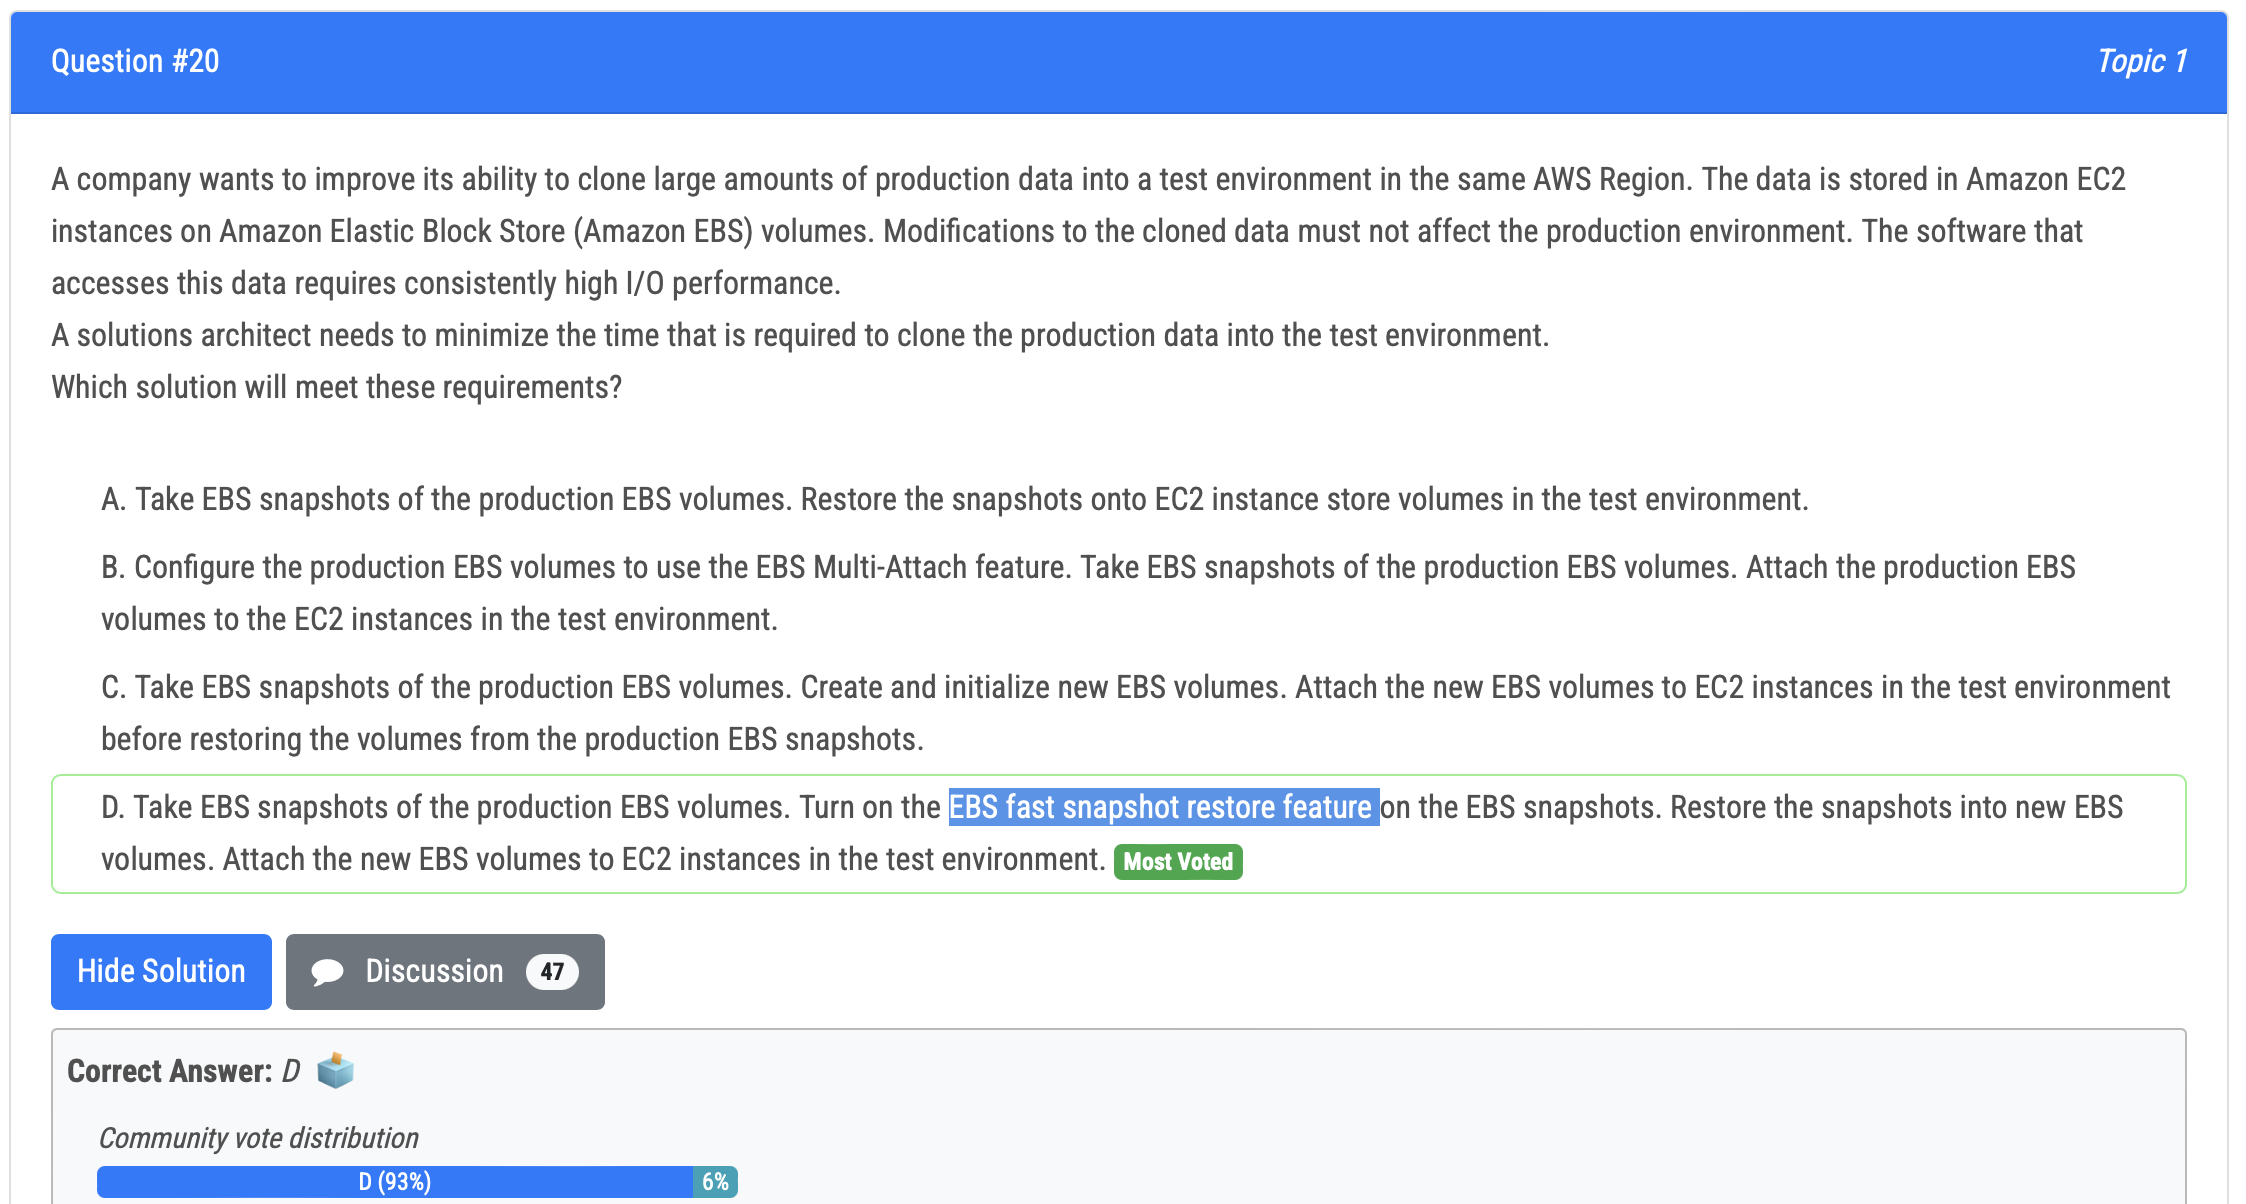 Question #20
Topic 1
A company wants to improve its ability to clone large amounts of production data into a test environment in the same AWS Region. The data is stored in Amazon EC2
instances on Amazon Elastic Block Store (Amazon EBS) volumes. Modifications to the cloned data must not affect the production environment. The software that
accesses this data requires consistently high I/O performance.
A solutions architect needs to minimize the time that is required to clone the production data into the test environment.
Which solution will meet these requirements?
A. Take EBS snapshots of the production EBS volumes. Restore the snapshots onto EC2 instance store volumes in the test environment.
B. Configure the production EBS volumes to use the EBS Multi-Attach feature. Take EBS snapshots of the production EBS volumes. Attach the production EBS
volumes to the EC2 instances in the test environment.
C. Take EBS snapshots of the production EBS volumes. Create and initialize new EBS volumes. Attach the new EBS volumes to EC2 instances in the test environment
before restoring the volumes from the production EBS snapshots.
D. Take EBS snapshots of the production EBS volumes. Turn on the EBS fast snapshot restore feature on the EBS snapshots. Restore the snapshots into new EBS
volumes. Attach the new EBS volumes to EC2 instances in the test environment. Most Voted
Hide Solution
Discussion 47
Correct Answer: D
Community vote distribution
D (93%) 6%